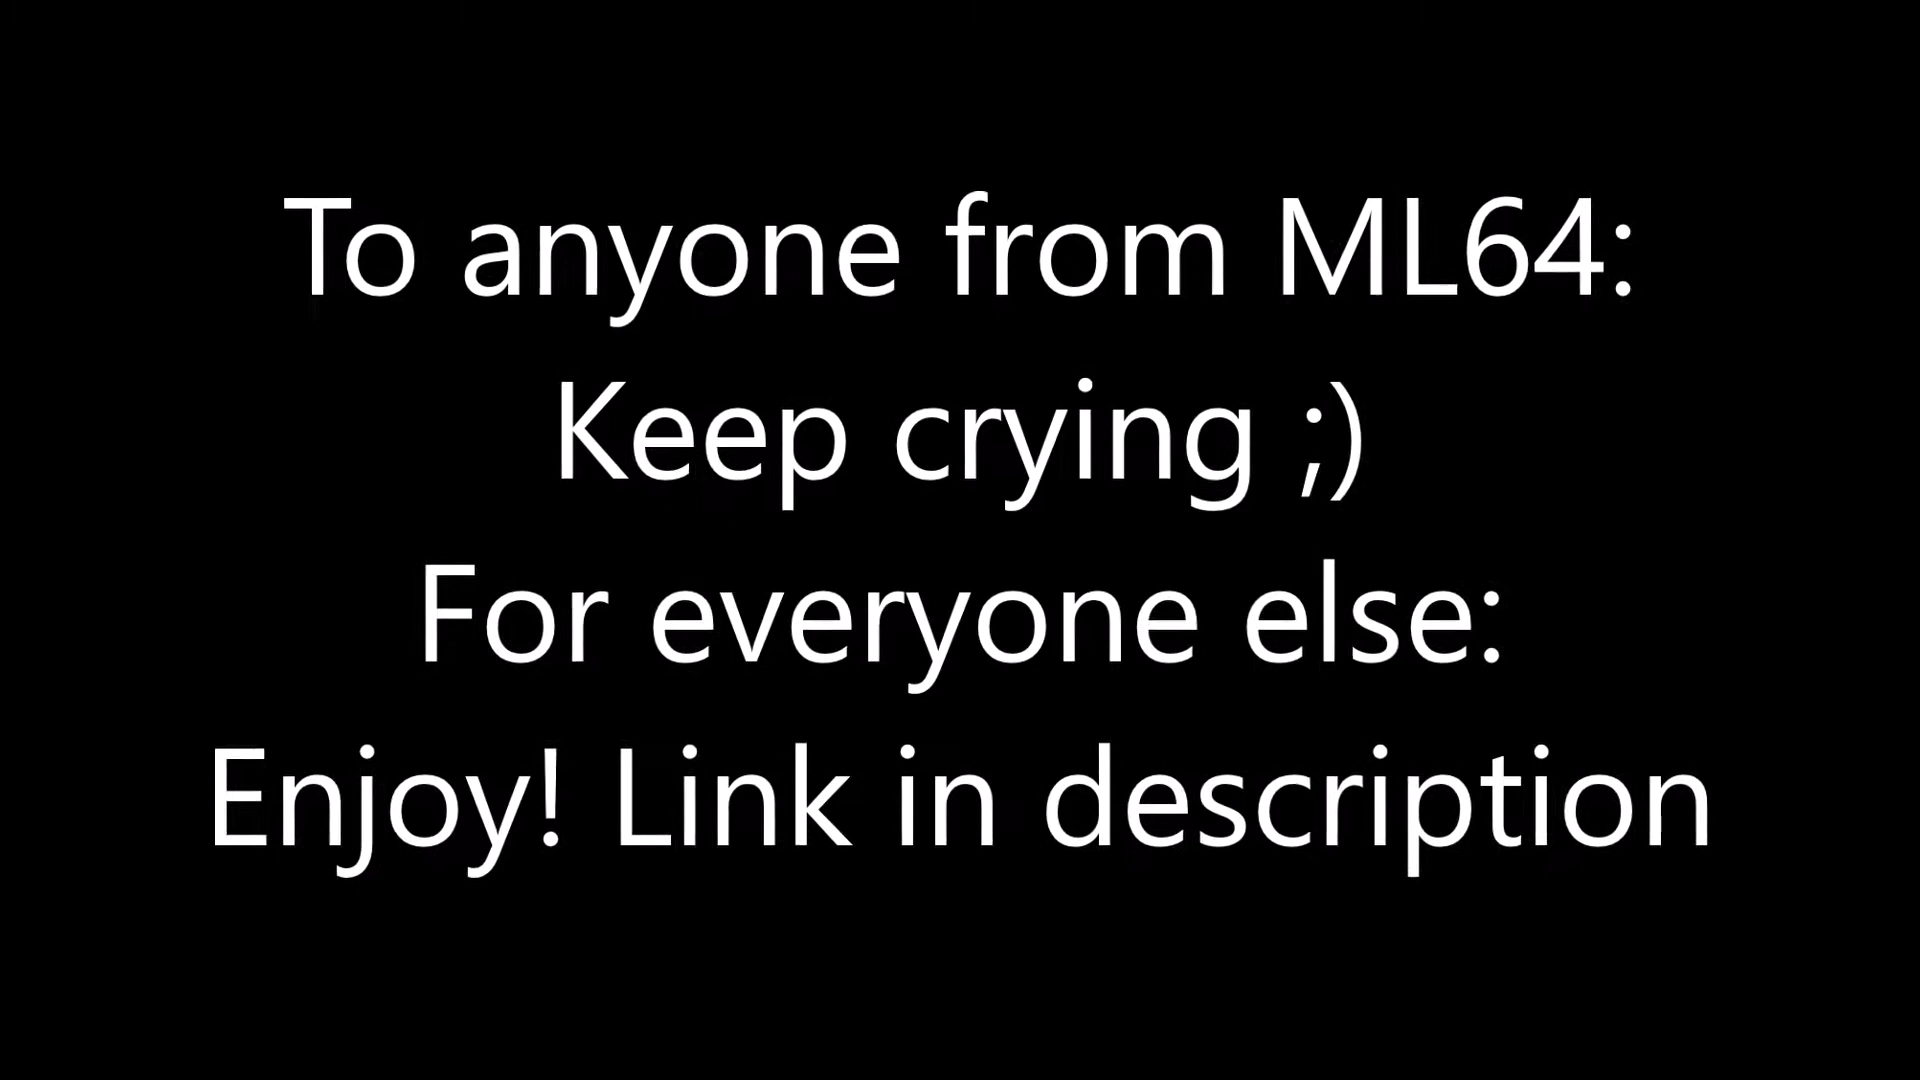 To anyone from ML64:
Keep crying ;)
For everyone else:
Enjoy! Link in description